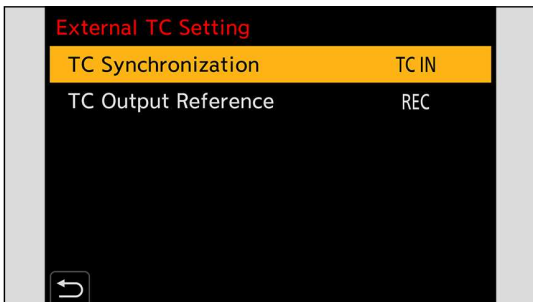 External TC Setting
TC Synchronization TC IN
TC Output Reference REC